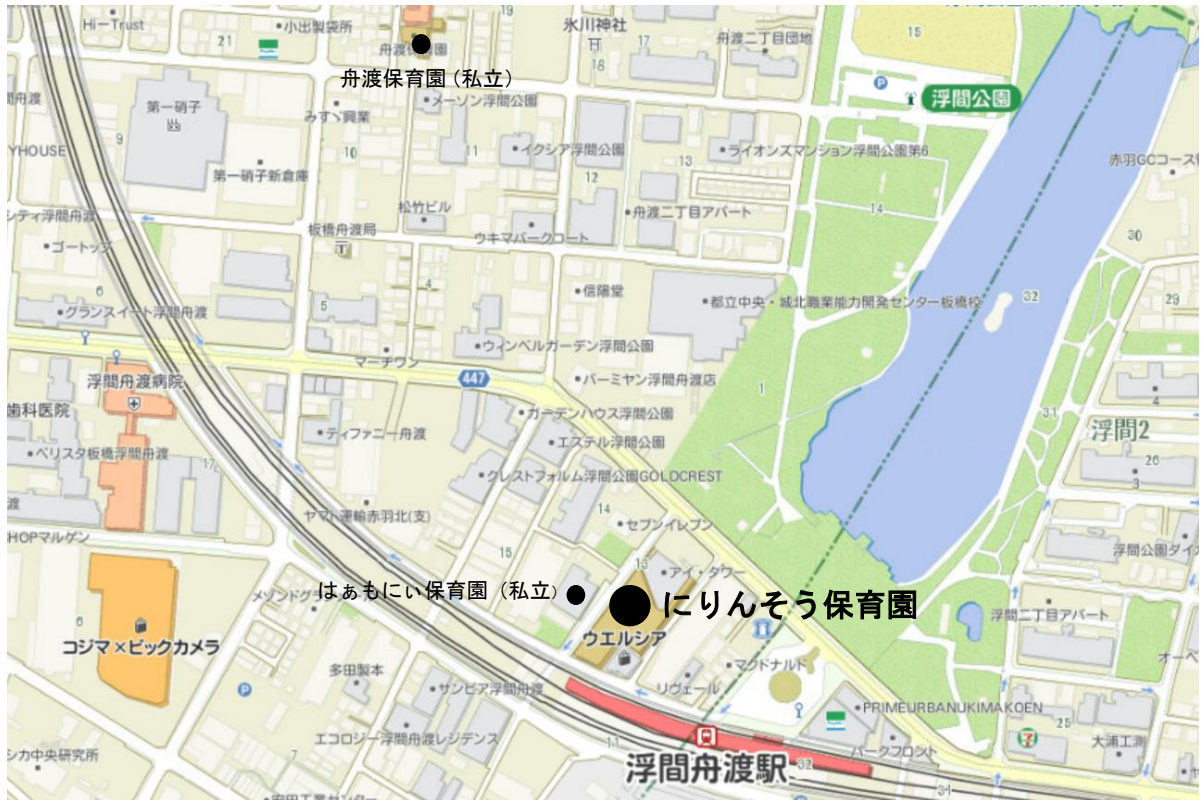 Hi－Trust
小出製袋所
19
21
舟渡保育園
氷川神社
17
18
舟渡二丁目団地
15
舟渡保育園（私立）
P
浮間公園
第一硝子
9
みすゞ興業
メーゾン浮間公園
11
10
イクシア浮間公園
13
ライオンズマンション浮間公園第6
赤羽GCコース
YHOUSE
第一硝子新倉庫
12
14
松竹ビル
舟渡二丁目アパート
シティ浮間舟渡
板橋舟渡局
ウキマパークコート
30
ゴートップ
6
4
信陽堂
都立中央・城北職業能力開発センター板橋校
32
29
グランスイート浮間舟渡
5
ウィンベルガーデン浮間公園
マーチワン
447
バーミヤン浮間舟渡店
1
浮間舟渡病院
4
歯科医院
ガーデンハウス浮間公園
31
浮間2
ティファニー舟渡
エステル浮間公園
ベリスタ板橋浮間舟渡
17
26
クレストフォルム浮間公園GOLDCREST
3
渡
14
ヤマト運輸赤羽北(支)
セブンイレブン
HOPマルゲン
15
浮間公園ダイ
13
アイ・タワー
はぁもにぃ保育園（私立）
にりんそう保育園
6
メゾンドグ
浮間二丁目アパート
コジマ×ビックカメラ
ウエルシア
多田製本
マクドナルド
オーベ
P
サンピア浮間舟渡
リヴェール
PRIMEURBANUKIMAKOEN
25
エコロジー浮間舟渡レジデンス
11
パークフロント
大浦工測
シカ中央研究所
7
浮間舟渡駅
32
31
安田工業センター